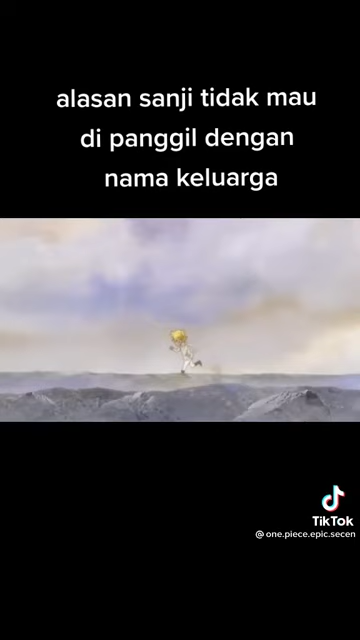 alasan sanji tidak mau
di panggil dengan
nama keluarga
TikTok
@one.piece.epic.secen